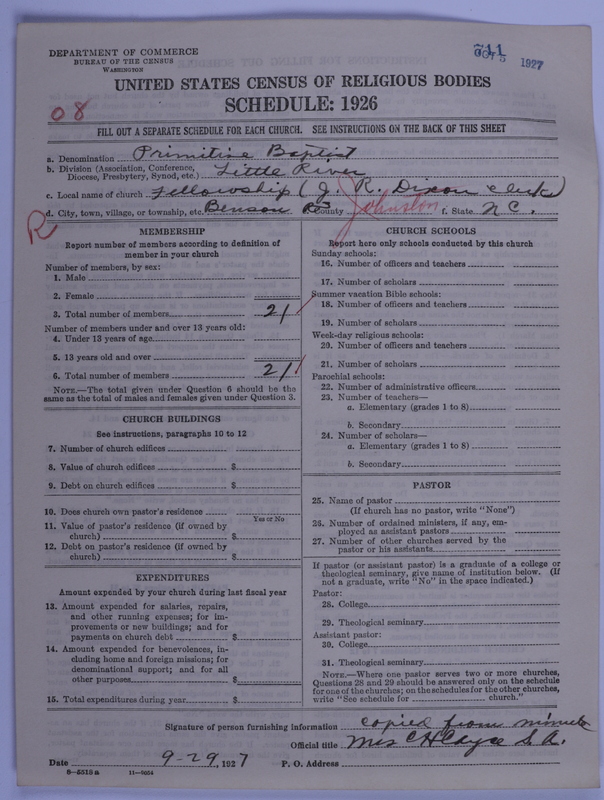 DEPARTMENT OF COMMERCE
BUREAU OF THE CENSUS
WASHINGTON
711
OCT 5 1927
UNITED STATES CENSUS OF RELIGIOUS BODIES
SCHEDULE: 1926
08
FILL OUT A SEPARATE SCHEDULE FOR EACH CHURCH. SEE INSTRUCTIONS ON THE BACK OF THIS SHEET
a. Denomination Primitive Baptist
b. Division (Association, Conference, Diocese, Presbytery, Synod, etc.) Little River
c. Local name of church Fellowship (J. R. Dixon clerk)
d. City, town, village, or township, etc. Benson R3 County Johnston f. State N C.
R
MEMBERSHIP
Report number of members according to definition of
member in your church
Number of members, by sex:
1. Male
2. Female
3. Total number of members 21
Number of members under and over 13 years old:
4. Under 13 years of age
5. 13 years old and over
6. Total number of members 21
NOTE.—The total given under Question 6 should be the
same as the total of males and females given under Question 3.
CHURCH BUILDINGS
See instructions, paragraphs 10 to 12
7. Number of church edifices
8. Value of church edifices $
9. Debt on church edifices $
10. Does church own pastor's residence
Yes or No
11. Value of pastor's residence (if owned by
church) $
12. Debt on pastor's residence (if owned by
church) $
EXPENDITURES
Amount expended by your church during last fiscal year
13. Amount expended for salaries, repairs,
and other running expenses; for im-
provements or new buildings; and for
payments on church debt $
14. Amount expended for benevolences, in-
cluding home and foreign missions; for
denominational support; and for all
other purposes $
15. Total expenditures during year $
CHURCH SCHOOLS
Report here only schools conducted by this church
Sunday schools:
16. Number of officers and teachers
17. Number of scholars
Summer vacation Bible schools:
18. Number of officers and teachers
19. Number of scholars
Week-day religious schools:
20. Number of officers and teachers
21. Number of scholars
Parochial schools:
22. Number of administrative officers
23. Number of teachers—
a. Elementary (grades 1 to 8)
b. Secondary
24. Number of scholars—
a. Elementary (grades 1 to 8)
b. Secondary
PASTOR
25. Name of pastor
(If church has no pastor, write "None")
26. Number of ordained ministers, if any, em-
ployed as assistant pastors
27. Number of other churches served by the
pastor or his assistants
If pastor (or assistant pastor) is a graduate of a college or
theological seminary, give name of institution below. (If
not a graduate, write "No" in the space indicated.)
Pastor:
28. College
29. Theological seminary
Assistant pastor:
30. College
31. Theological seminary
NOTE.—Where one pastor serves two or more churches,
Questions 28 and 29 should be answered only on the schedule
for one of the churches; on the schedules for the other churches,
write "See schedule for church."
Signature of person furnishing information copied from minute
Official title Mrs C H Cayce S. A.
Date 9-29, 1927 P. O. Address
8-5518a 11-9054